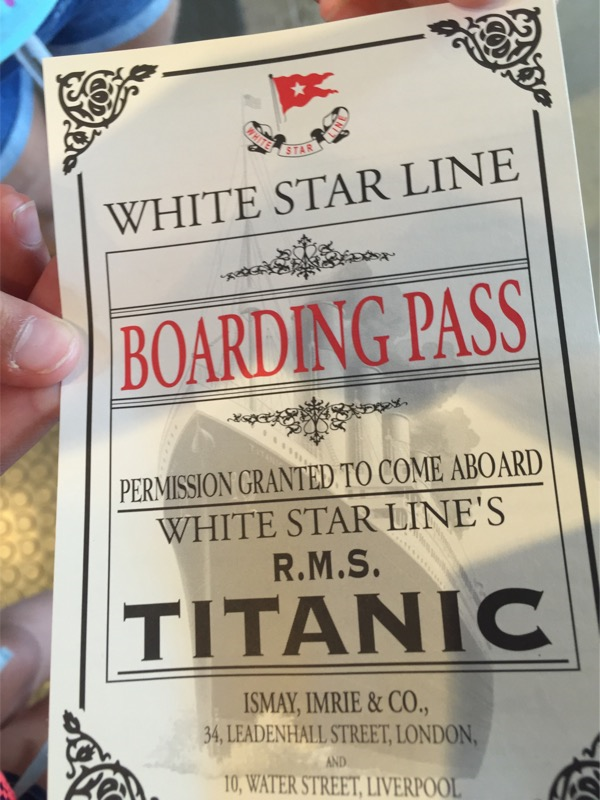 WHITE STAR LINE
WHITE STAR LINE
BOARDING PASS
PERMISSION GRANTED TO COME ABOARD
WHITE STAR LINE'S
R.M.S.
TITANIC
ISMAY, IMRIE & CO.,
34, LEADENHALL STREET, LONDON,
AND
10, WATER STREET, LIVERPOOL